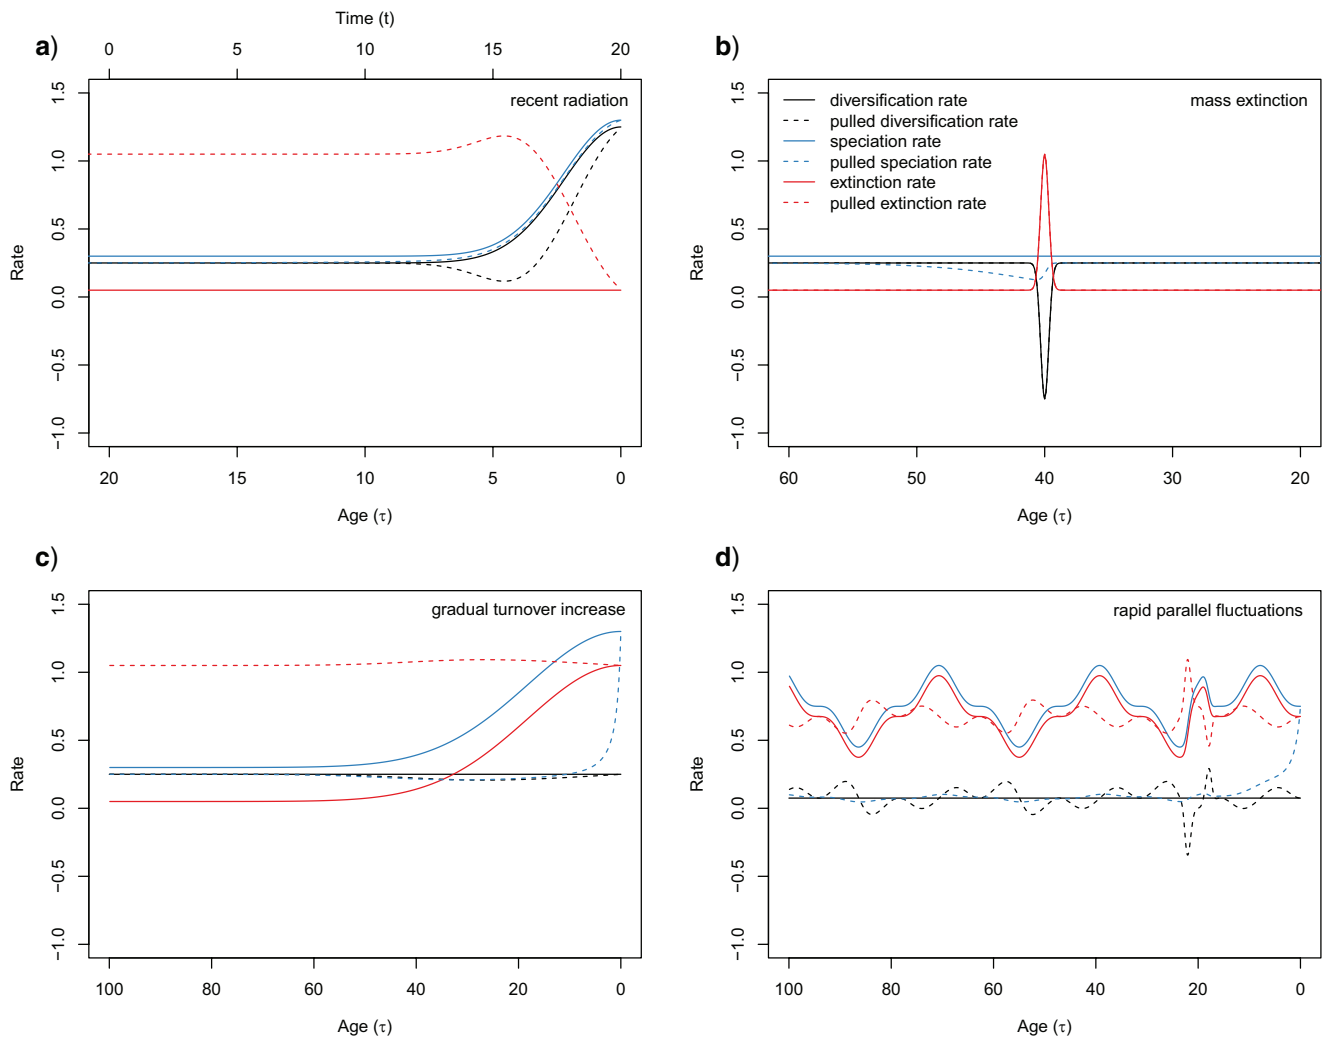 Time (t)
a)
0 5 10 15 20
recent radiation
1.5
1.0
0.5
0.0
−0.5
−1.0
Rate
20 15 10 5 0
Age (τ)
b)
mass extinction
diversification rate
pulled diversification rate
speciation rate
pulled speciation rate
extinction rate
pulled extinction rate
1.5
1.0
0.5
0.0
−0.5
−1.0
Rate
60 50 40 30 20
Age (τ)
c)
gradual turnover increase
1.5
1.0
0.5
0.0
−0.5
−1.0
Rate
100 80 60 40 20 0
Age (τ)
d)
rapid parallel fluctuations
1.5
1.0
0.5
0.0
−0.5
−1.0
Rate
100 80 60 40 20 0
Age (τ)